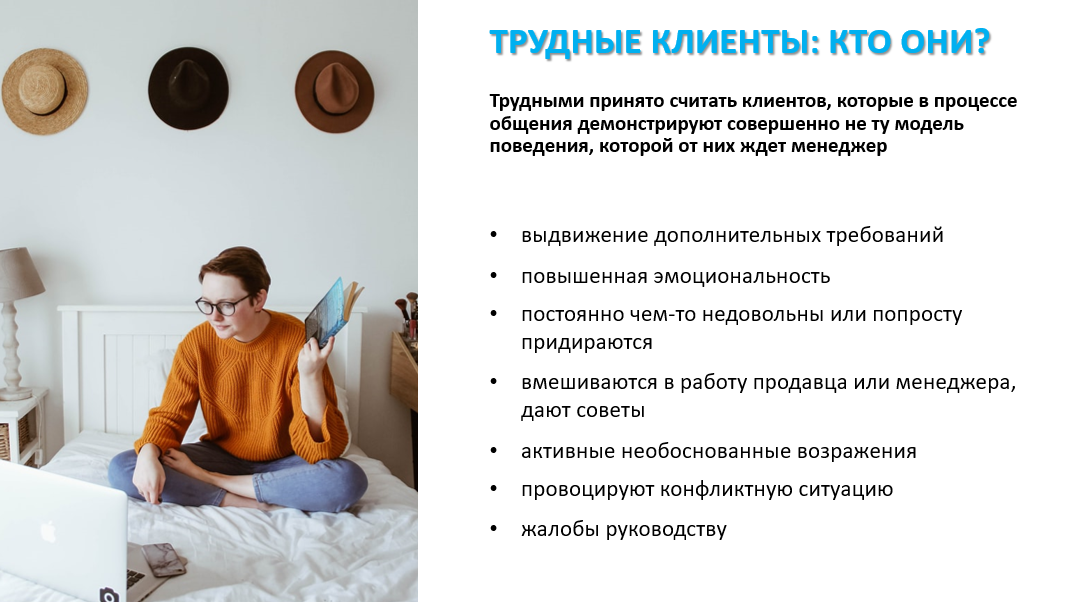 ТРУДНЫЕ КЛИЕНТЫ: КТО ОНИ?
Трудными принято считать клиентов, которые в процессе
общения демонстрируют совершенно не ту модель
поведения, которой от них ждет менеджер
• выдвижение дополнительных требований
• повышенная эмоциональность
• постоянно чем-то недовольны или попросту
придираются
• вмешиваются в работу продавца или менеджера,
дают советы
• активные необоснованные возражения
• провоцируют конфликтную ситуацию
• жалобы руководству